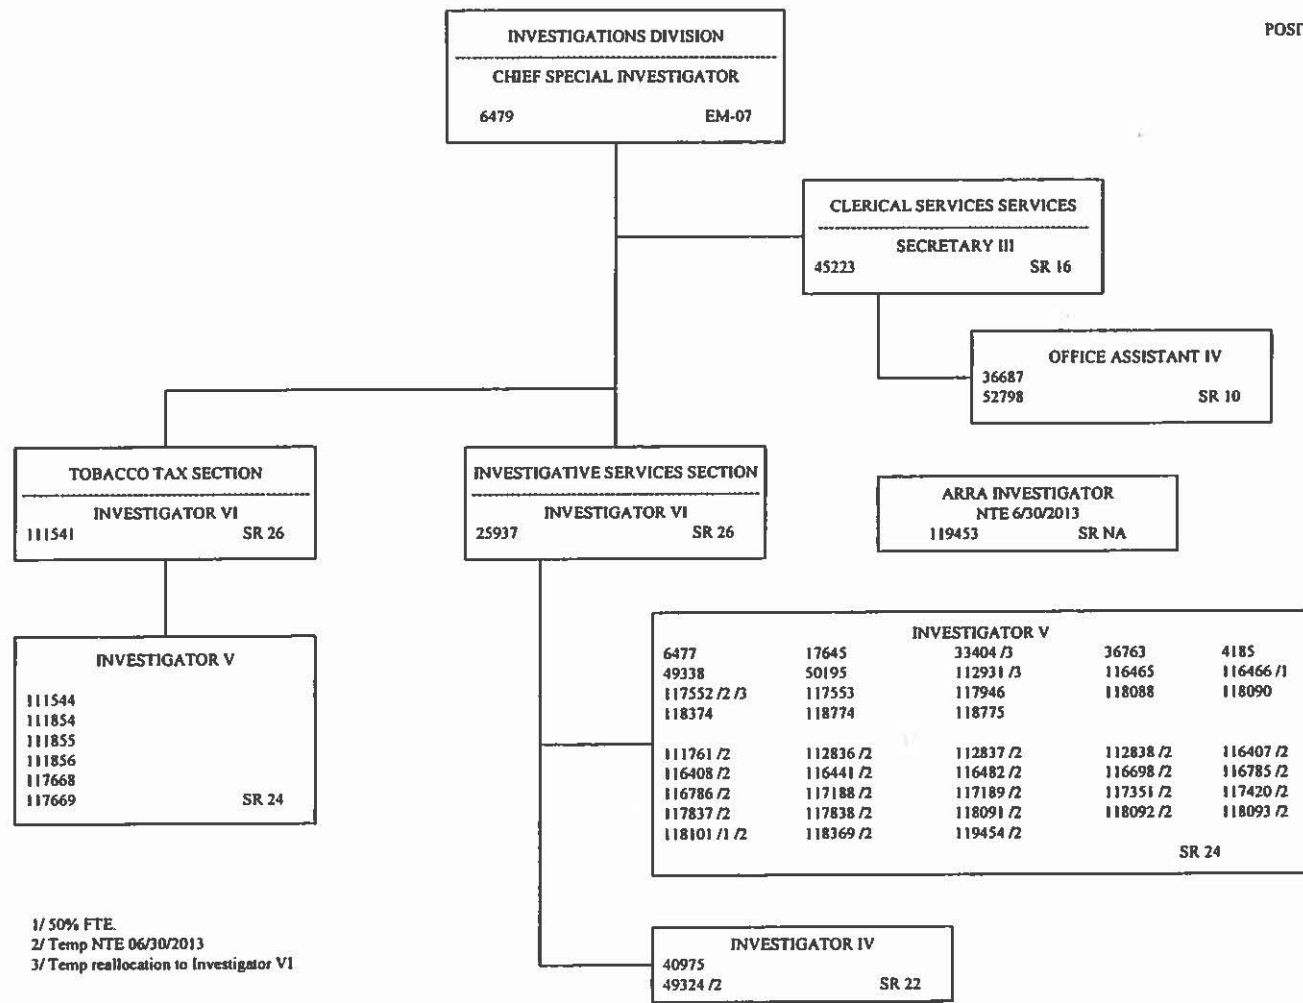 POSIT
INVESTIGATIONS DIVISION
CHIEF SPECIAL INVESTIGATOR
6479 EM-07
CLERICAL SERVICES SERVICES
SECRETARY III
45223 SR 16
OFFICE ASSISTANT IV
36687
52798 SR 10
TOBACCO TAX SECTION
INVESTIGATOR VI
111541 SR 26
INVESTIGATIVE SERVICES SECTION
INVESTIGATOR VI
25937 SR 26
ARRA INVESTIGATOR
NTE 6/30/2013
119453 SR NA
INVESTIGATOR V
111544
111854
111855
111856
117668
117669 SR 24
INVESTIGATOR V
6477 17645 33404 /3 36763 4185
49338 50195 112931 /3 116465 116466 /1
117552 /2 /3 117553 117946 118088 118090
118374 118774 118775
111761 /2 112836 /2 112837 /2 112838 /2 116407 /2
116408 /2 116441 /2 116482 /2 116698 /2 116785 /2
116786 /2 117188 /2 117189 /2 117351 /2 117420 /2
117837 /2 117838 /2 118091 /2 118092 /2 118093 /2
118101 /1 /2 118369 /2 119454 /2
SR 24
INVESTIGATOR IV
40975
49324 /2 SR 22
1/ 50% FTE.
2/ Temp NTE 06/30/2013
3/ Temp reallocation to Investigator VI